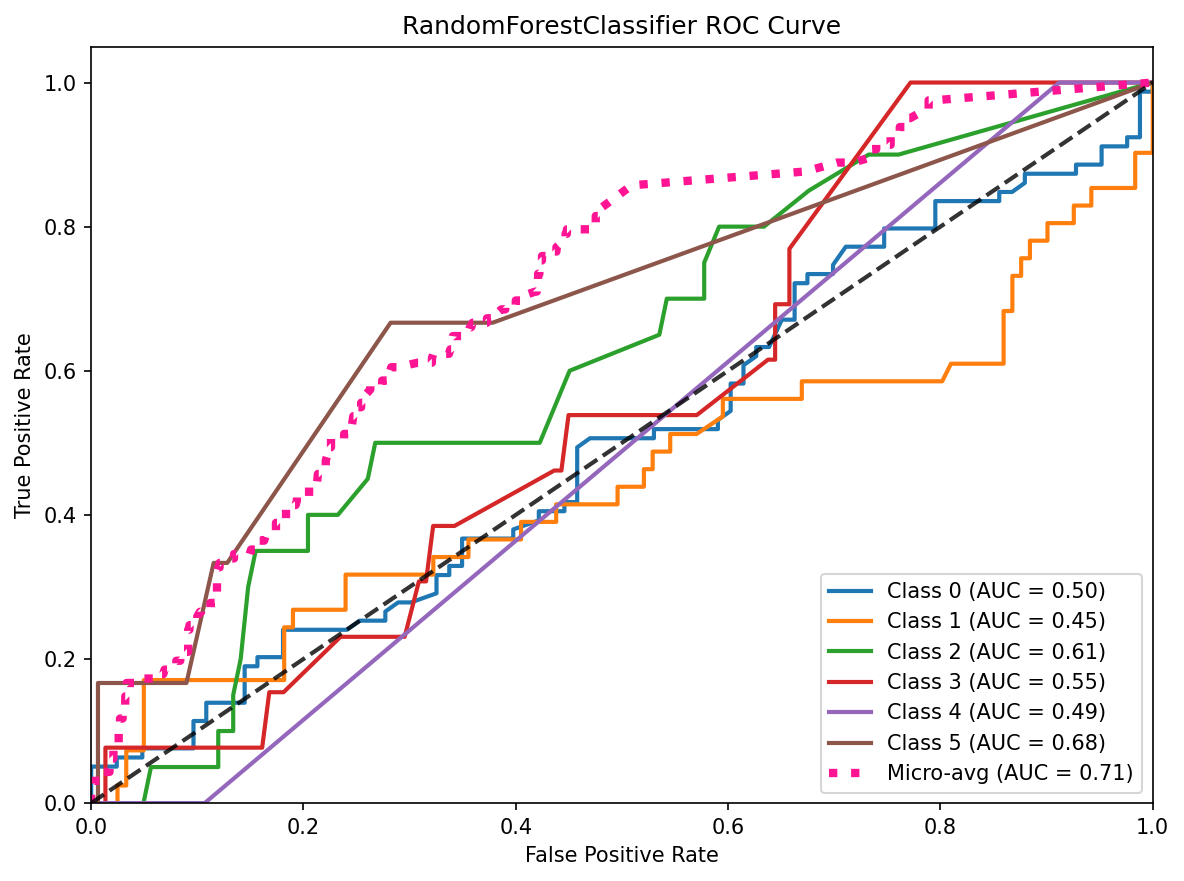 RandomForestClassifier ROC Curve
True Positive Rate
1.0
0.8
0.6
0.4
0.2
0.0
0.0 0.2 0.4 0.6 0.8 1.0
False Positive Rate
Class 0 (AUC = 0.50)
Class 1 (AUC = 0.45)
Class 2 (AUC = 0.61)
Class 3 (AUC = 0.55)
Class 4 (AUC = 0.49)
Class 5 (AUC = 0.68)
Micro-avg (AUC = 0.71)